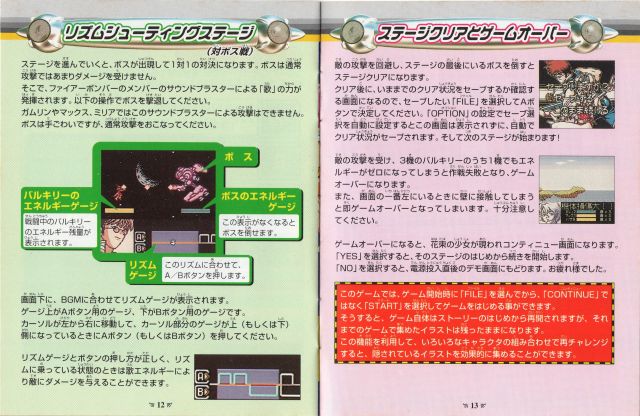 リズムシューティングステージ
(対ボス戦)
ステージを進んでいくと、ボスが出現して1対1の対決になります。ボスは通常
攻撃ではあまりダメージを受けません。
そこで、ファイアーボンバーのメンバーのサウンドブラスターによる「歌」の力が
発揮されます。以下の操作でボスを撃退してください。
ガムリンやマックス、ミリアではこのサウンドブラスターによる攻撃はできません。
ボスは手ごわいですが、通常攻撃をおこなってください。
ボス
バルキリーの
エネルギーゲージ
戦闘中のバルキリー
のエネルギー残量が
表示されます。
ボスのエネルギー
ゲージ
この表示がなくなると
ボスを倒せます。
リズム
ゲージ
このリズムに合わせて、
A/Bボタンを押します。
画面下に、BGMに合わせてリズムゲージが表示されます。
ゲージ上がAボタン用のゲージ、下がBボタン用のゲージです。
カーソルが左から右に移動して、カーソル部分のゲージが上(もしくは下)
側になっているときにAボタン(もしくはBボタン)を押してください。
リズムゲージとボタンの押し方が正しく、リズ
ムに乗っている状態のときは歌エネルギーによ
り敵にダメージを与えることができます。
A
B
12
ステージクリアとゲームオーバー
敵の攻撃を回避し、ステージの最後にいるボスを倒すと
ステージクリアになります。
クリア後に、いままでのクリア状況をセーブするか確認す
る画面になるので、セーブしたい「FILE」を選択してAボ
タンで決定してください。「OPTION」の設定でセーブ選
択を自動に設定するとこの画面は表示されずに、自動で
クリア状況がセーブされます。そして次のステージが始まります!
敵の攻撃を受け、3機のバルキリーのうち1機でもエネ
ルギーがゼロになってしまうと作戦失敗となり、ゲーム
オーバーになります。
また、画面の一番左にいるときに壁に接触してしまう
と即ゲームオーバーとなってしまいます。十分注意し
てください。
ゲームオーバーになると、花束の少女が現われコンティニュー画面になります。
「YES」を選択すると、そのステージのはじめから続きを開始します。
「NO」を選択すると、電源投入直後のデモ画面にもどります。お疲れ様でした。
このゲームでは、ゲーム開始時に「FILE」を選んでから、「CONTINUE」で
はなく「START」を選択してゲームをはじめる事ができます。
そうすると、ゲーム自体はストーリーのはじめから再開されますが、それ
までのゲームで集めたイラストは残ったままになります。
この機能を利用して、いろいろなキャラクタの組み合わせで再チャレンジ
すると、隠されているイラストを効果的に集めることができます。
13